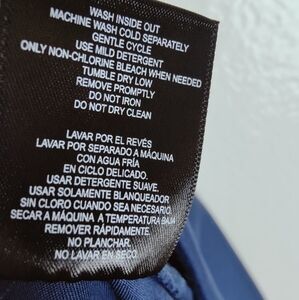 WASH INSIDE OUT
MACHINE WASH COLD SEPARATELY
GENTLE CYCLE
USE MILD DETERGENT
ONLY NON-CHLORINE BLEACH WHEN NEEDED
TUMBLE DRY LOW
REMOVE PROMPTLY
DO NOT IRON
DO NOT DRY CLEAN
LAVAR POR EL REVÉS
LAVAR POR SEPARADO A MÁQUINA
CON AGUA FRÍA
EN CICLO DELICADO.
USAR DETERGENTE SUAVE.
USAR SOLAMENTE BLANQUEADOR
SIN CLORO CUANDO SEA NECESARIO.
SECAR A MÁQUINA A TEMPERATURA BAJA
REMOVER RÁPIDAMENTE.
NO PLANCHAR.
NO LAVAR EN SECO.